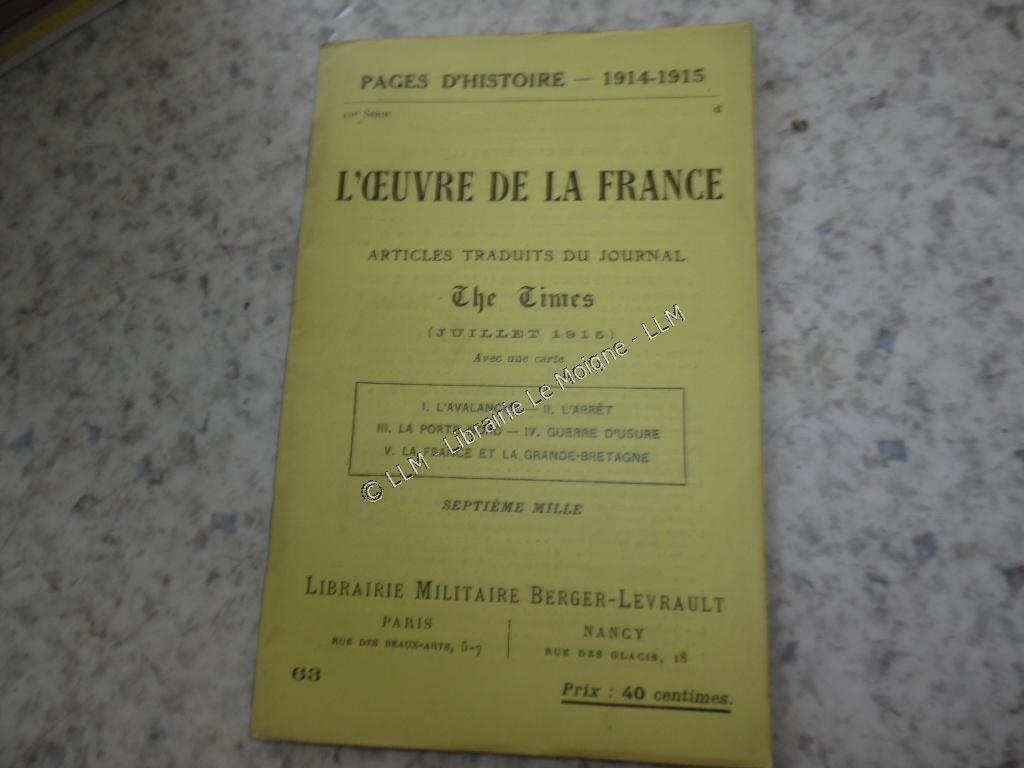 PAGES D'HISTOIRE — 1914-1915
10e Série
d
L'ŒUVRE DE LA FRANCE
ARTICLES TRADUITS DU JOURNAL
The Times
(JUILLET 1915)
Avec une carte
I. L'AVALANCHE — II. L'ARRÊT
III. LA PORTE — IV. GUERRE D'USURE
V. LA FRANCE ET LA GRANDE-BRETAGNE
© LLM - Librairie Le Moigne - LLM
SEPTIÈME MILLE
LIBRAIRIE MILITAIRE BERGER-LEVRAULT
PARIS
RUE DES BEAUX-ARTS, 5-7
NANCY
RUE DES GLACIS, 18
63
Prix : 40 centimes.